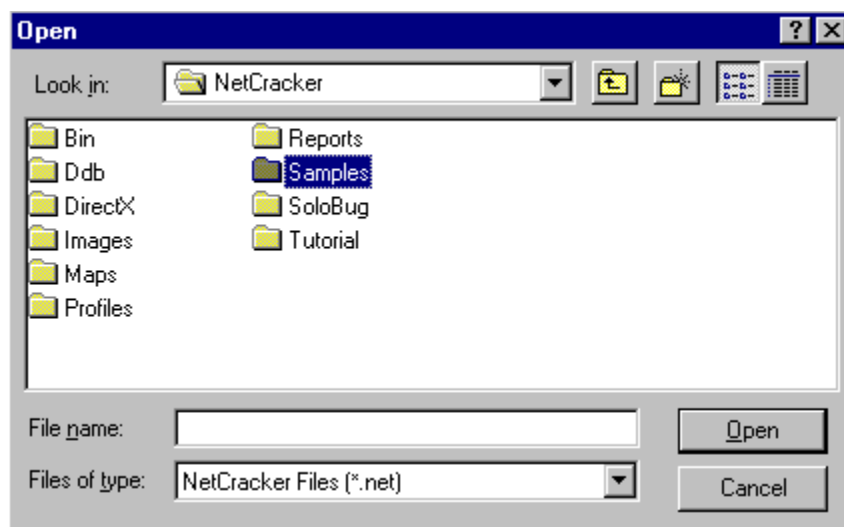 Open
Look in: NetCracker
Bin
Ddb
DirectX
Images
Maps
Profiles
Reports
Samples
SoloBug
Tutorial
File name:
Open
Files of type: NetCracker Files (*.net)
Cancel